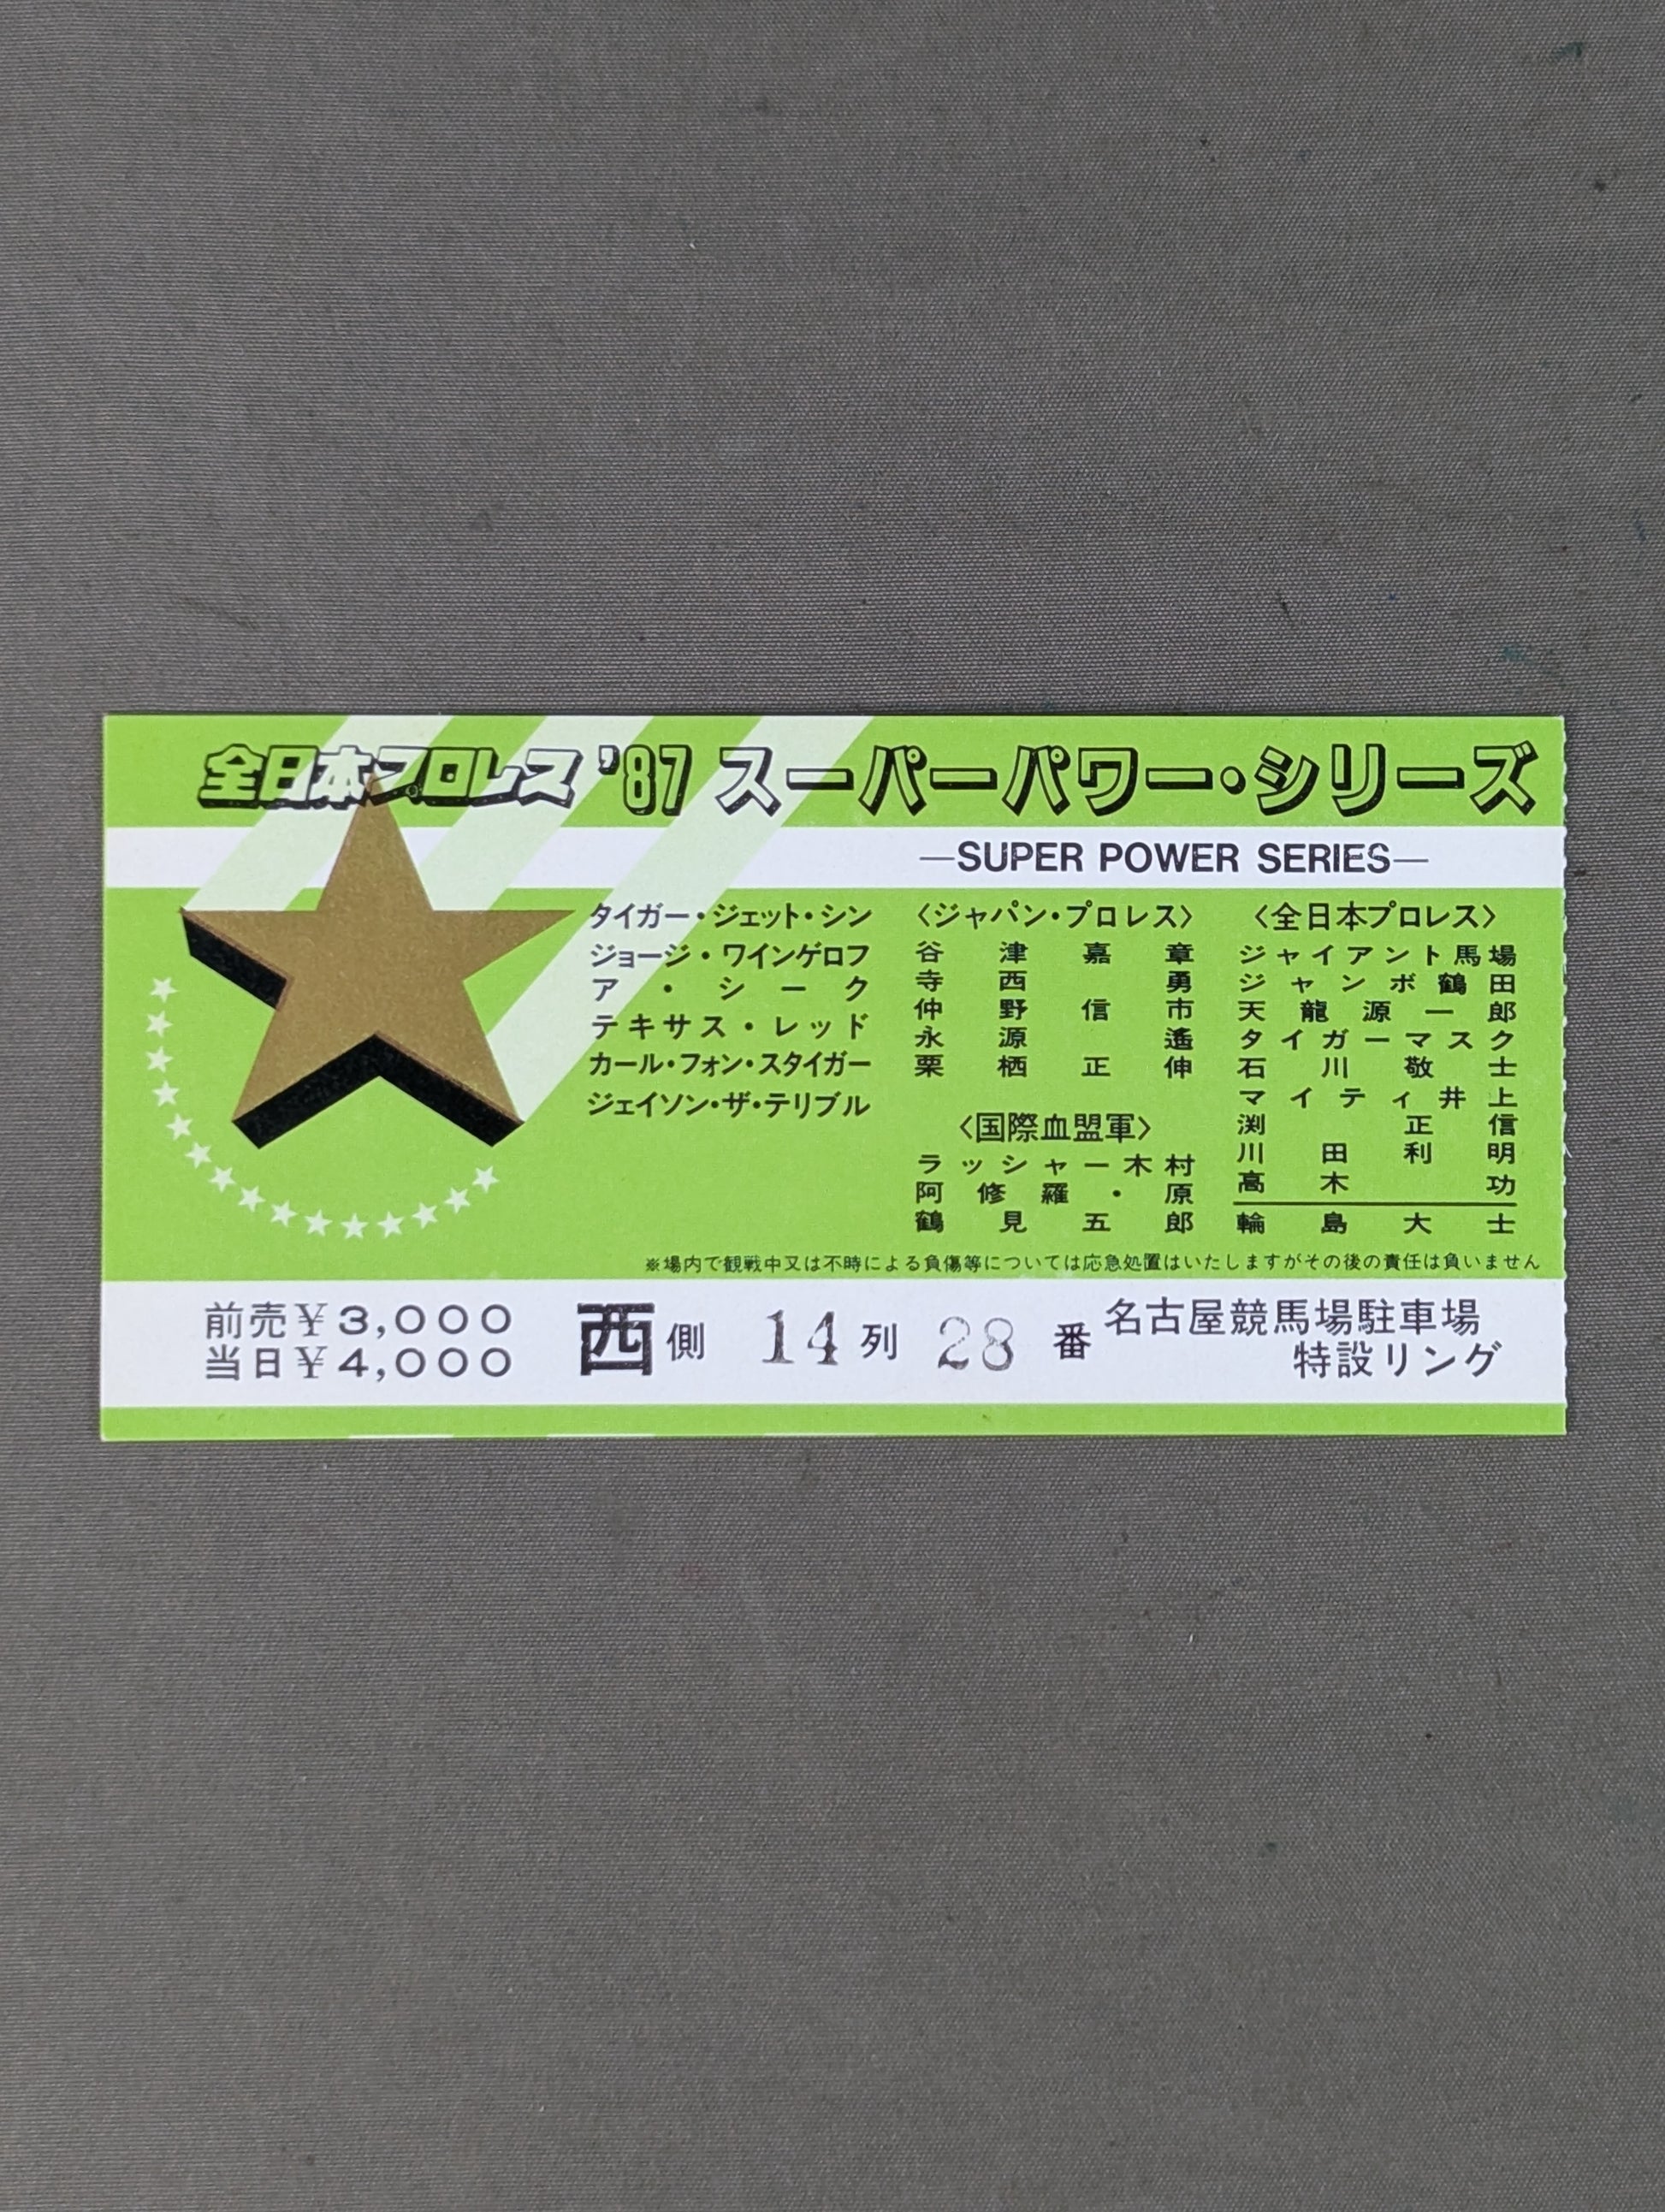 全日本プロレス '87 スーパーパワー・シリーズ
—SUPER POWER SERIES—
タイガー・ジェット・シン
ジョージ・ワインゲロフ
ア・シーク
テキサス・レッド
カール・フォン・スタイガー
ジェイソン・ザ・テリブル
〈ジャパン・プロレス〉
谷津嘉章
寺西勇
仲野信市
永源遙
栗栖正伸
〈国際血盟軍〉
ラッシャー木村
阿修羅・原
鶴見五郎
〈全日本プロレス〉
ジャイアント馬場
ジャンボ鶴田
天龍源一郎
タイガーマスク
石川敬士
マイティ井上
渕正信
川田利明
高木功
輪島大士
※場内で観戦中又は不時による負傷等については応急処置はいたしますがその後の責任は負いません
前売¥3,000
当日¥4,000
西側 14列 28番
名古屋競馬場駐車場
特設リング